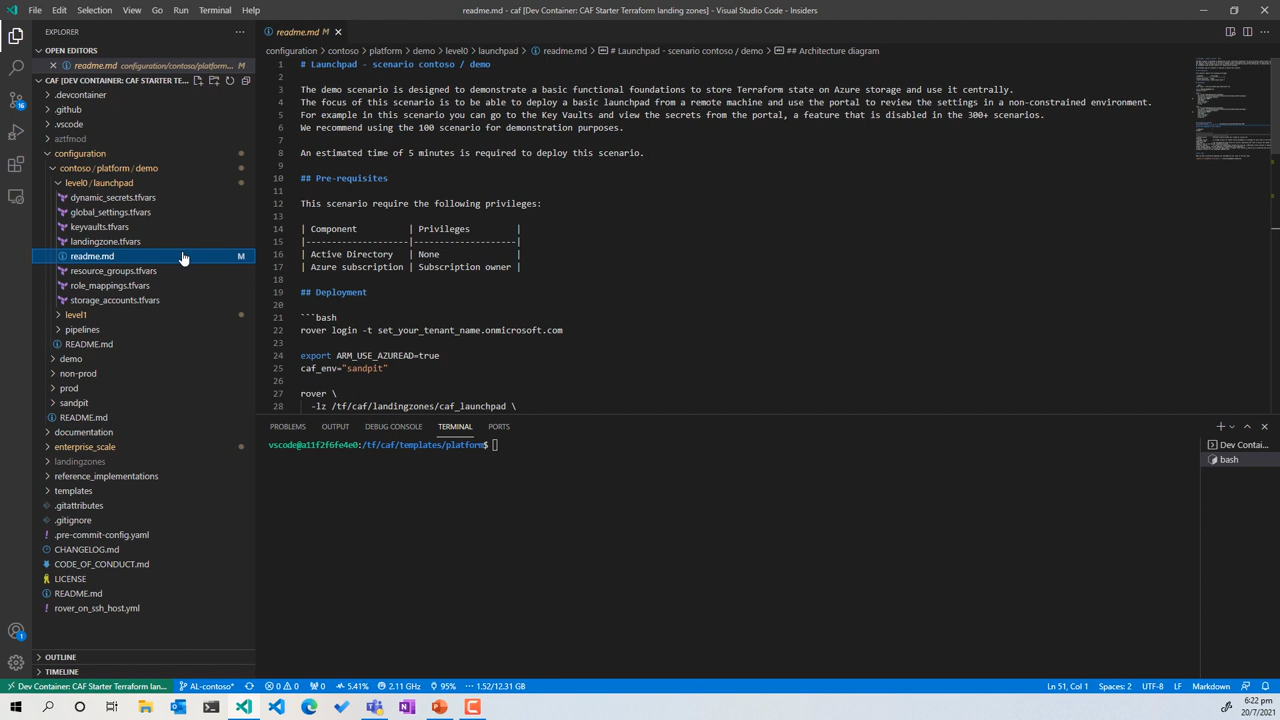 File Edit Selection View Go Run Terminal Help
readme.md - caf [Dev Container: CAF Starter Terraform landing zones] - Visual Studio Code - Insiders
EXPLORER
OPEN EDITORS
readme.md configuration/contoso/platform... M
CAF [DEV CONTAINER: CAF STARTER TE...
.devcontainer
.github
.vscode
aztfmod
configuration
contoso / platform / demo
level0 / launchpad
dynamic_secrets.tfvars
global_settings.tfvars
keyvaults.tfvars
landingzone.tfvars
readme.md M
resource_groups.tfvars
role_mappings.tfvars
storage_accounts.tfvars
level1
pipelines
README.md
demo
non-prod
prod
sandpit
README.md
documentation
enterprise_scale
landingzones
reference_implementations
templates
.gitattributes
.gitignore
.pre-commit-config.yaml
CHANGELOG.md
CODE_OF_CONDUCT.md
LICENSE
README.md
rover_on_ssh_host.yml
OUTLINE
TIMELINE
16
1
readme.md M
configuration > contoso > platform > demo > level0 > launchpad > readme.md > # Launchpad - scenario contoso / demo > ## Architecture diagram
1 # Launchpad - scenario contoso / demo
2
3 The demo scenario is designed to demonstrate a basic functional foundations to store Terraform state on Azure storage and use it centrally.
4 The focus of this scenario is to be able to deploy a basic launchpad from a remote machine and use the portal to review the settings in a non-constrained environment.
5 For example in this scenario you can go to the Key Vaults and view the secrets from the portal, a feature that is disabled in the 300+ scenarios.
6 We recommend using the 100 scenario for demonstration purposes.
7
8 An estimated time of 5 minutes is required to deploy this scenario.
9
10 ## Pre-requisites
11
12 This scenario require the following privileges:
13
14 | Component | Privileges |
15 |--------------------|--------------------|
16 | Active Directory | None |
17 | Azure subscription | Subscription owner |
18
19 ## Deployment
20
21 ```bash
22 rover login -t set_your_tenant_name.onmicrosoft.com
23
24 export ARM_USE_AZUREAD=true
25 caf_env="sandpit"
26
27 rover \
28 -lz /tf/caf/landingzones/caf_launchpad \
PROBLEMS OUTPUT DEBUG CONSOLE TERMINAL PORTS
vscode@a11f2f6fe4e0:/tf/caf/templates/platform$
Dev Contai...
bash
Dev Container: CAF Starter Terraform lan... AL-contoso* 0 0 0 5.41% 2.11 GHz 95% 1.52/12.31 GB
Ln 51, Col 1 Spaces: 2 UTF-8 LF Markdown
6:22 pm
20/7/2021